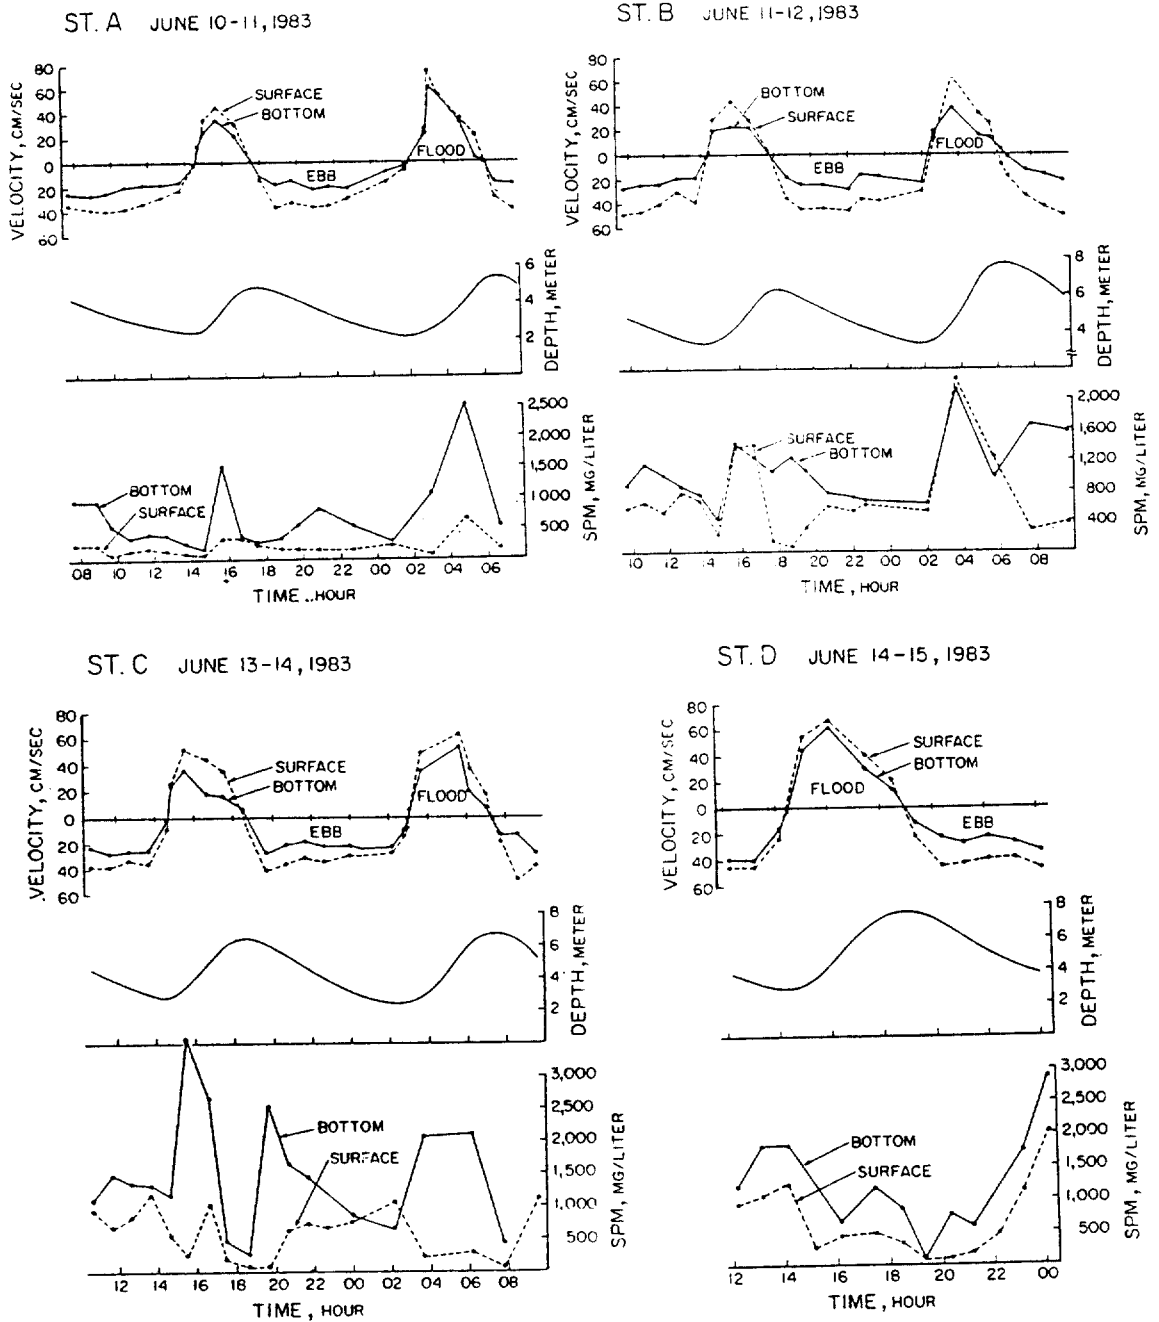 ST. A JUNE 10-11, 1983
VELOCITY, CM/SEC
80
60
40
20
0
20
40
60
SURFACE
BOTTOM
EBB
FLOOD
DEPTH, METER
6
4
2
SPM, MG/LITER
2,500
2,000
1,500
1 000
500
BOTTOM
SURFACE
08 10 12 14 16 18 20 22 00 02 04 06
TIME, HOUR
ST. B JUNE 11-12, 1983
VELOCITY, CM/SEC
80
60
40
20
0
20
40
60
BOTTOM
SURFACE
EBB
FLOOD
DEPTH, METER
8
6
4
SPM, MG/LITER
2,000
1,600
1,200
800
400
SURFACE
BOTTOM
10 12 14 16 18 20 22 00 02 04 06
TIME, HOUR
ST. C JUNE 13-14, 1983
VELOCITY, CM/SEC
80
60
40
20
0
20
40
60
SURFACE
BOTTOM
EBB
FLOOD
DEPTH, METER
8
6
4
2
SPM, MG/LITER
3,000
2,500
2,000
1,500
1,000
500
BOTTOM
SURFACE
12 14 16 18 20 22 00 02 04 06 08
TIME, HOUR
ST. D JUNE 14-15, 1983
VELOCITY, CM/SEC
80
60
40
20
0
20
40
60
SURFACE
BOTTOM
FLOOD
EBB
DEPTH, METER
8
6
4
2
SPM, MG/LITER
3,000
2,500
2,000
1,500
1,000
500
BOTTOM
SURFACE
12 14 16 18 20 22 00
TIME, HOUR